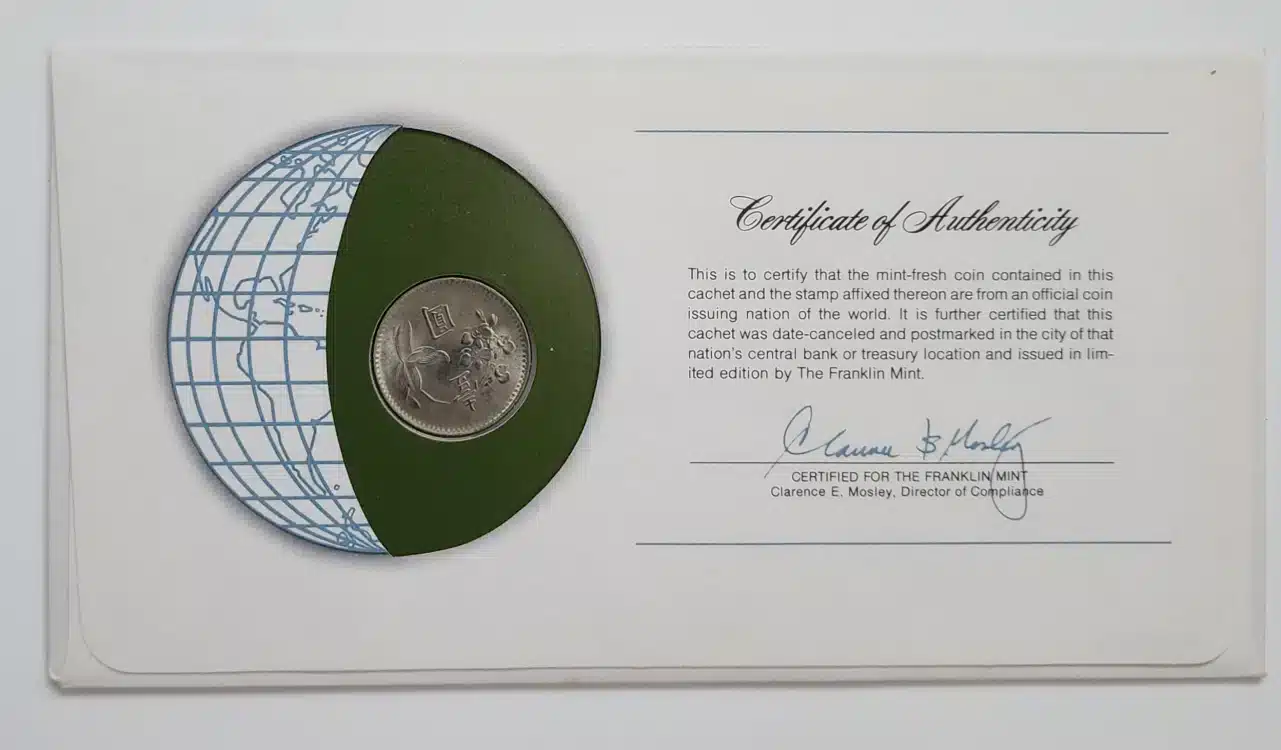 圓
壹
Certificate of Authenticity
This is to certify that the mint-fresh coin contained in this
cachet and the stamp affixed thereon are from an official coin
issuing nation of the world. It is further certified that this
cachet was date-canceled and postmarked in the city of that
nation's central bank or treasury location and issued in lim-
ited edition by The Franklin Mint.
CERTIFIED FOR THE FRANKLIN MINT
Clarence E. Mosley, Director of Compliance